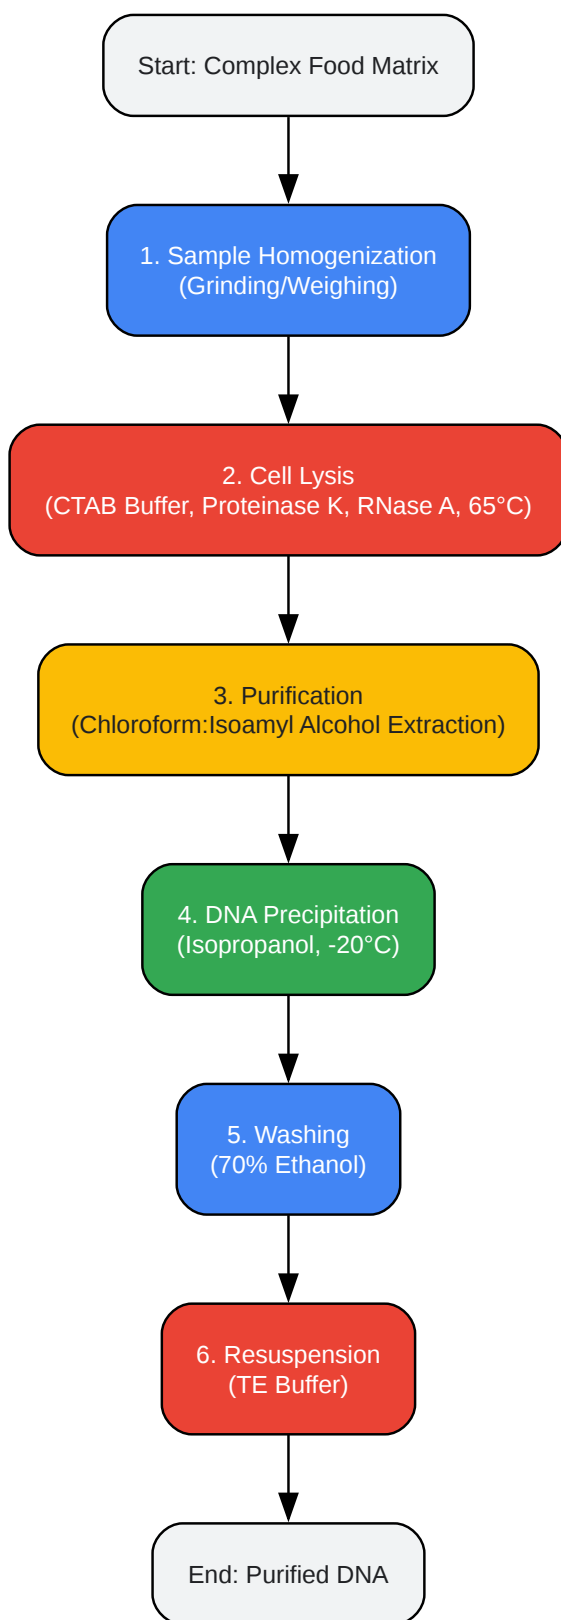 Start: Complex Food Matrix
1. Sample Homogenization
(Grinding/Weighing)
2. Cell Lysis
(CTAB Buffer, Proteinase K, RNase A, 65°C)
3. Purification
(Chloroform:Isoamyl Alcohol Extraction)
4. DNA Precipitation
(Isopropanol, -20°C)
5. Washing
(70% Ethanol)
6. Resuspension
(TE Buffer)
End: Purified DNA